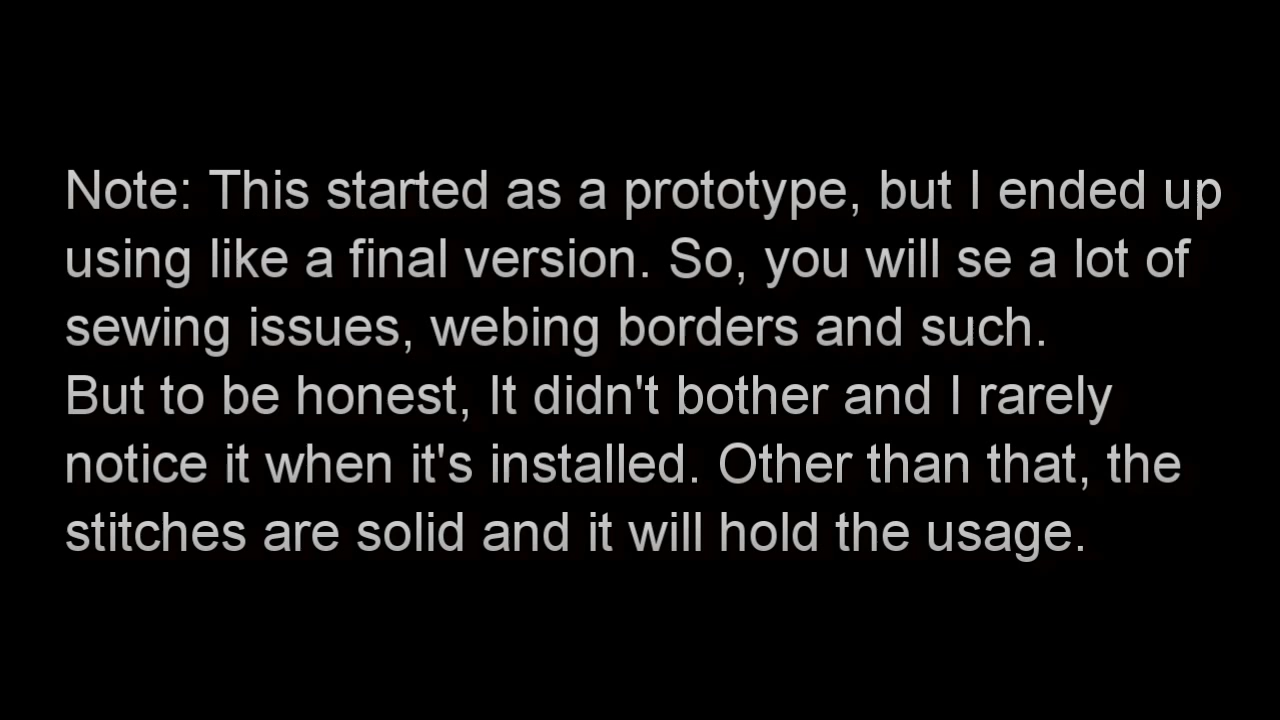 Note: This started as a prototype, but I ended up
using like a final version. So, you will se a lot of
sewing issues, webing borders and such.
But to be honest, It didn't bother and I rarely
notice it when it's installed. Other than that, the
stitches are solid and it will hold the usage.